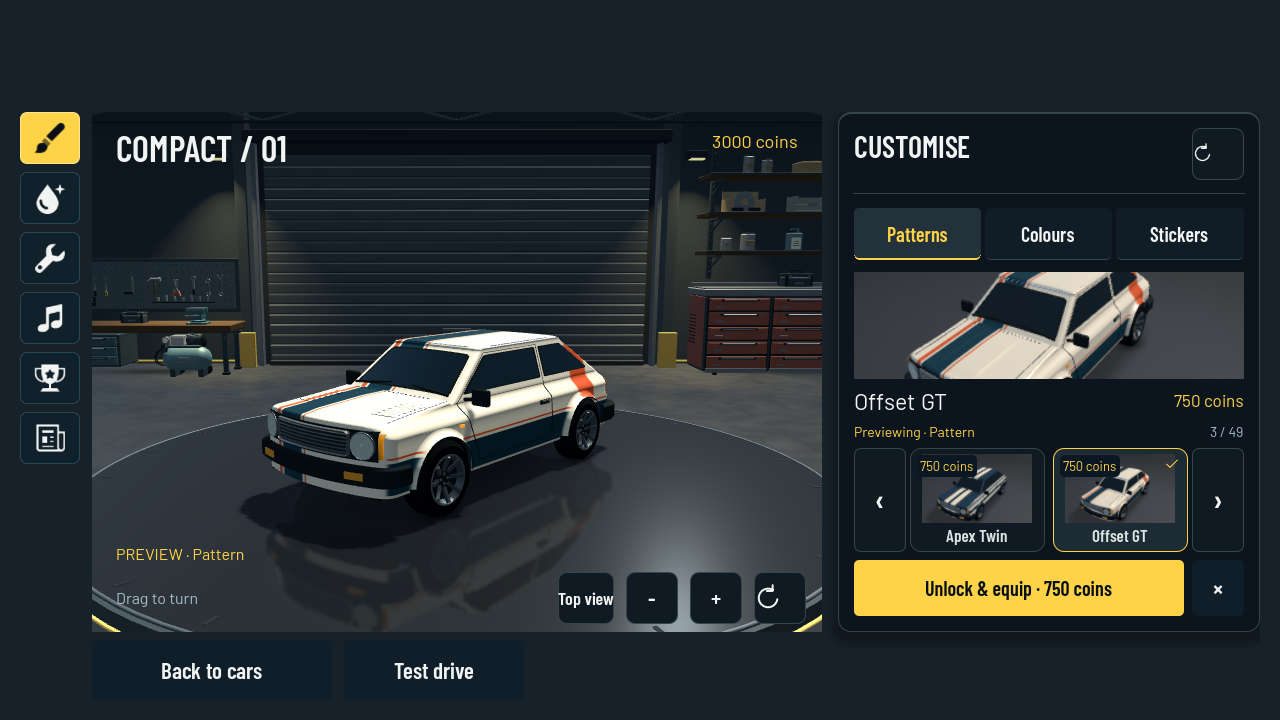 COMPACT / 01
3000 coins
PREVIEW · Pattern
Drag to turn
Top view
-
+
Back to cars
Test drive
CUSTOMISE
Patterns
Colours
Stickers
Offset GT
750 coins
Previewing · Pattern
3 / 49
‹
750 coins
Apex Twin
750 coins
Offset GT
›
Unlock & equip · 750 coins
×